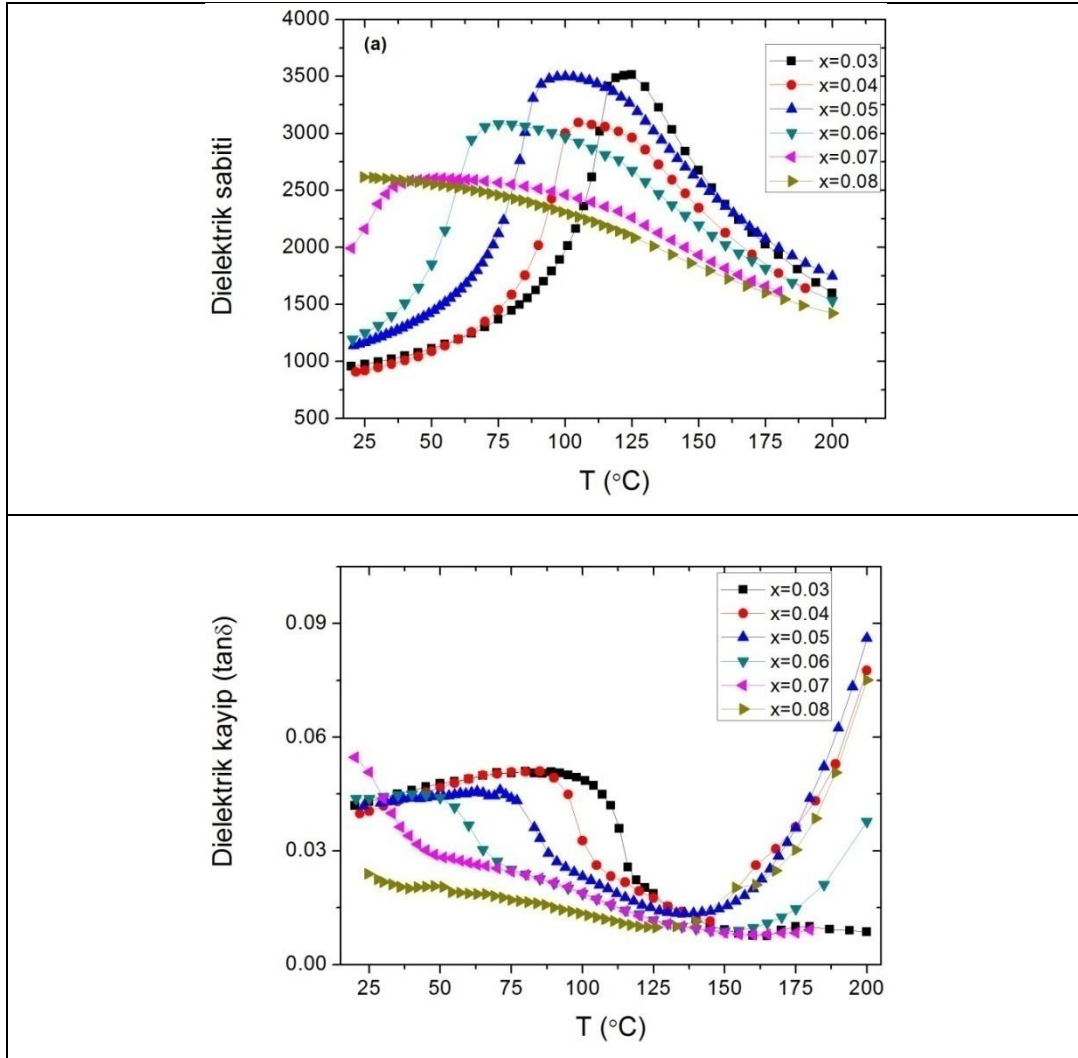 (a)
Dielektrik sabiti
4000
3500
3000
2500
2000
1500
1000
500
x=0.03
x=0.04
x=0.05
x=0.06
x=0.07
x=0.08
25 50 75 100 125 150 175 200
T (°C)
Dielektrik kayip (tanδ)
0.09
0.06
0.03
0.00
x=0.03
x=0.04
x=0.05
x=0.06
x=0.07
x=0.08
25 50 75 100 125 150 175 200
T (°C)